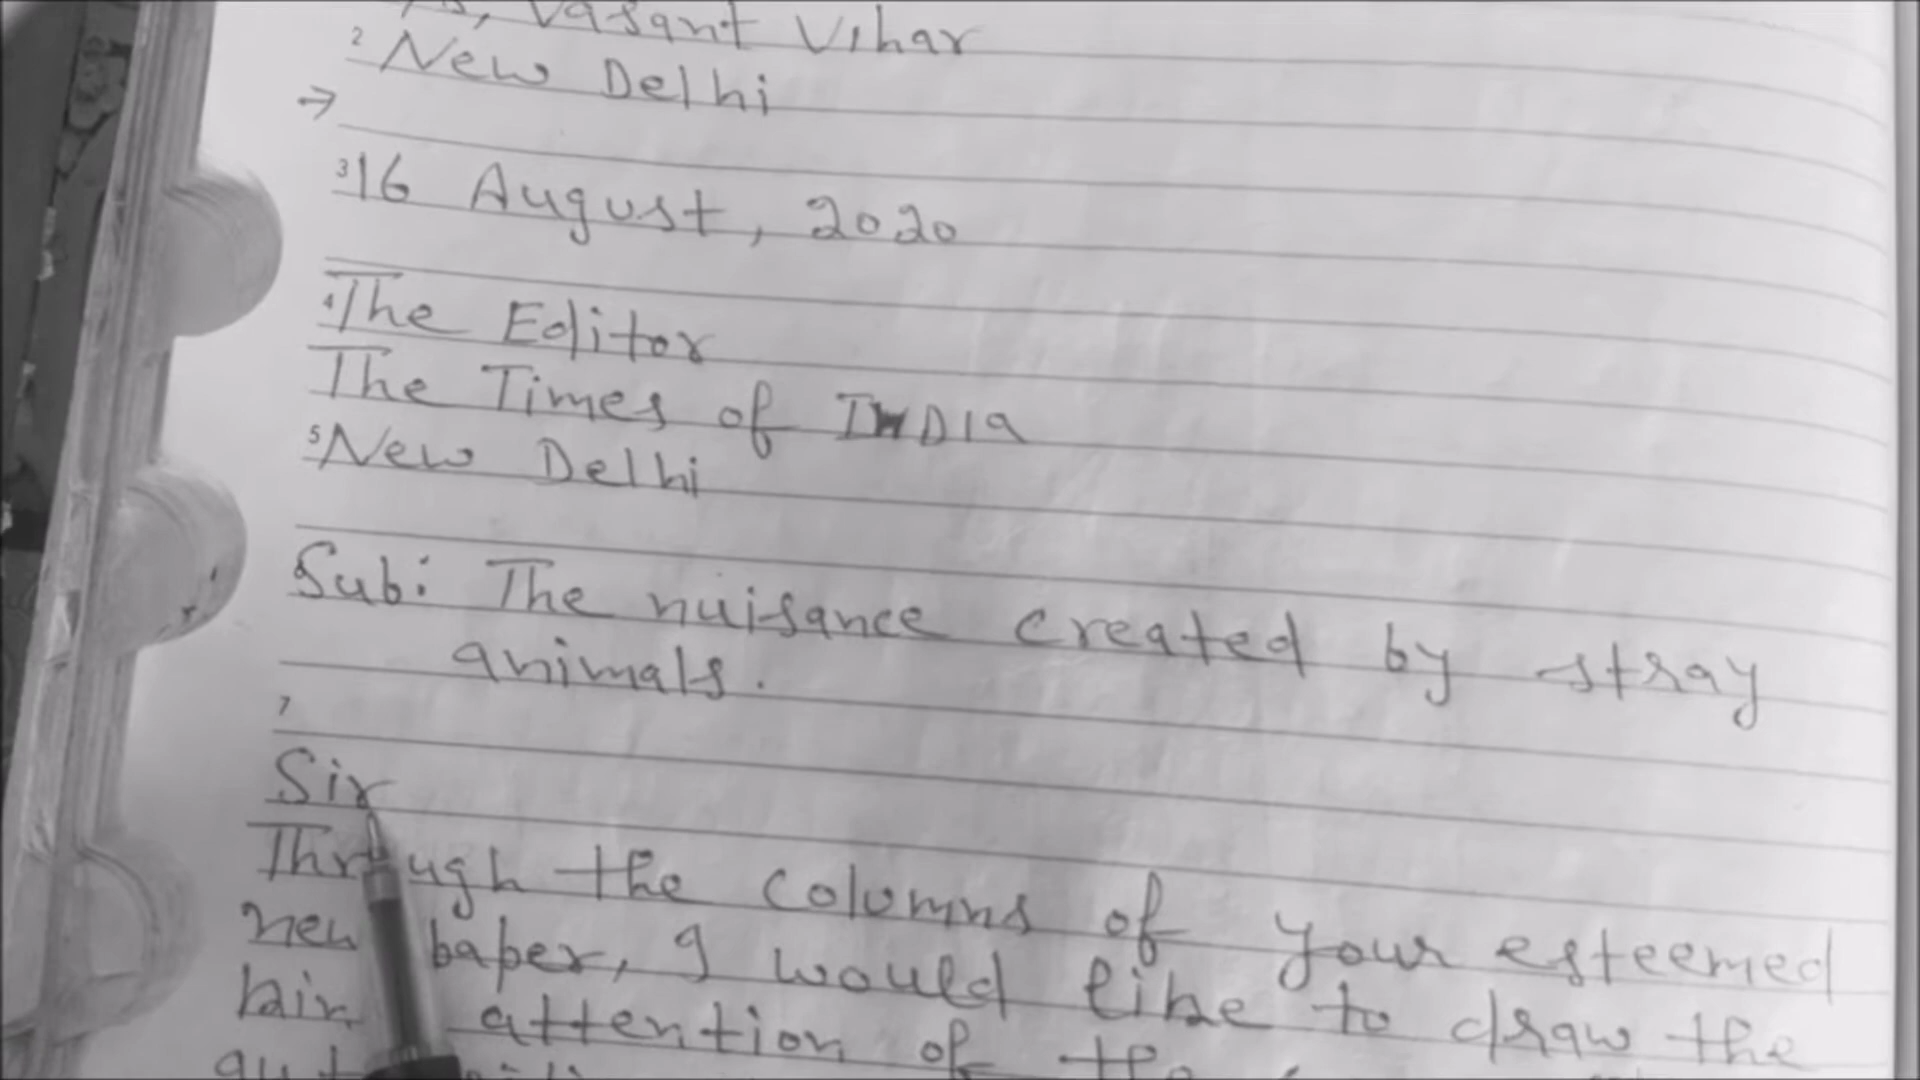 Vasant Vihar
2 New Delhi
→
3 16 August, 2020
4 The Editor
The Times of INDIA
5 New Delhi
Sub: The nuisance created by stray
animals.
7
Sir
Through the columns of your esteemed
paper, I would like to draw the
attention of